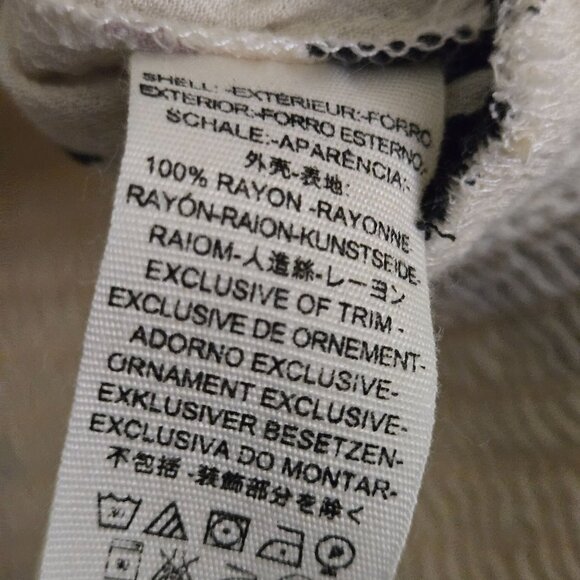 SHELL:-EXTÉRIEUR:-FORRO
EXTERIOR:-FORRO ESTERNO:
SCHALE:-APARÊNCIA:-
外壳-表地:
100% RAYON -RAYONNE-
RAYÓN-RAION-KUNSTSEIDE-
RAIOM-人造絲-レーヨン
EXCLUSIVE OF TRIM -
EXCLUSIVE DE ORNEMENT-
ADORNO EXCLUSIVE-
ORNAMENT EXCLUSIVE-
EXKLUSIVER BESETZEN-
EXCLUSIVA DO MONTAR-
不包括 -装飾部分を除く